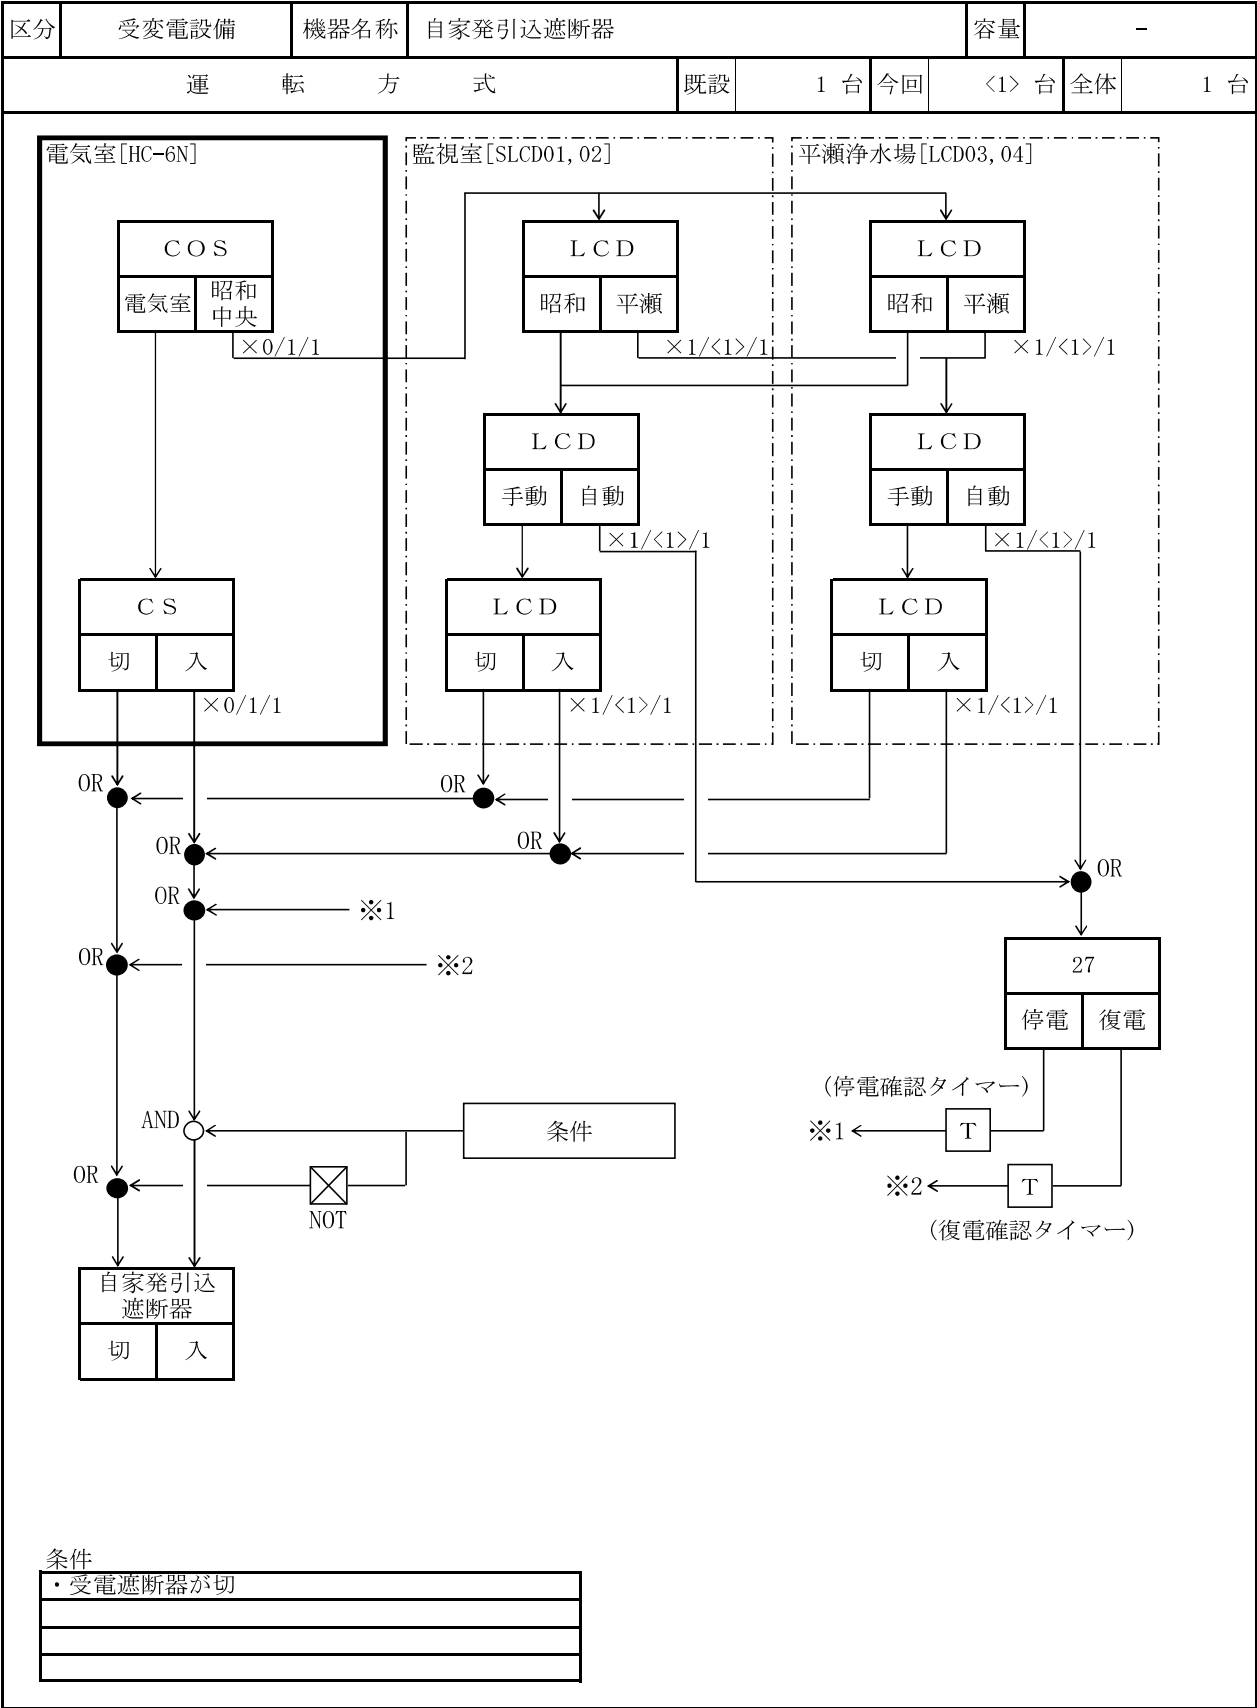 区分 受変電設備 機器名称 自家発引込遮断器 容量 −
運 転 方 式 既設 1 台 今回 <1> 台 全体 1 台
電気室[HC−6N] 監視室[SLCD01,02] 平瀬浄水場[LCD03,04]
COS LCD LCD
電気室 昭和 昭和 平瀬 昭和 平瀬
中央
×0/1/1 ×1/<1>/1 ×1/<1>/1
LCD LCD
手動 自動 手動 自動
×1/<1>/1 ×1/<1>/1
CS LCD LCD
切 入 切 入 切 入
×0/1/1 ×1/<1>/1 ×1/<1>/1
OR OR
OR OR
OR
OR ※1
OR ※2
27
停電 復電
(停電確認タイマー)
AND 条件 ※1 T
OR ※2 T
NOT
(復電確認タイマー)
自家発引込
遮断器
切 入
条件
・受電遮断器が切